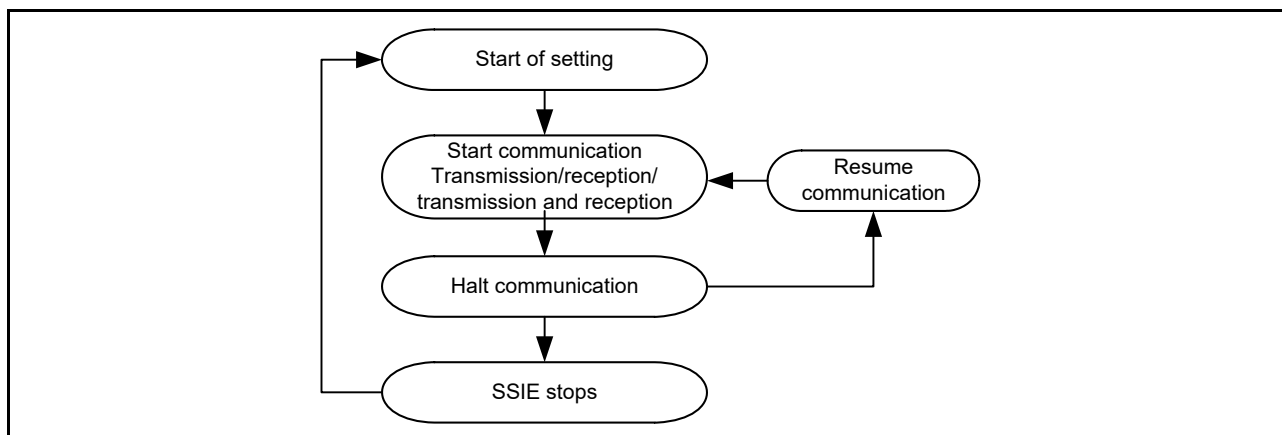 Start of setting
Start communication
Transmission/reception/
transmission and reception
Resume
communication
Halt communication
SSIE stops